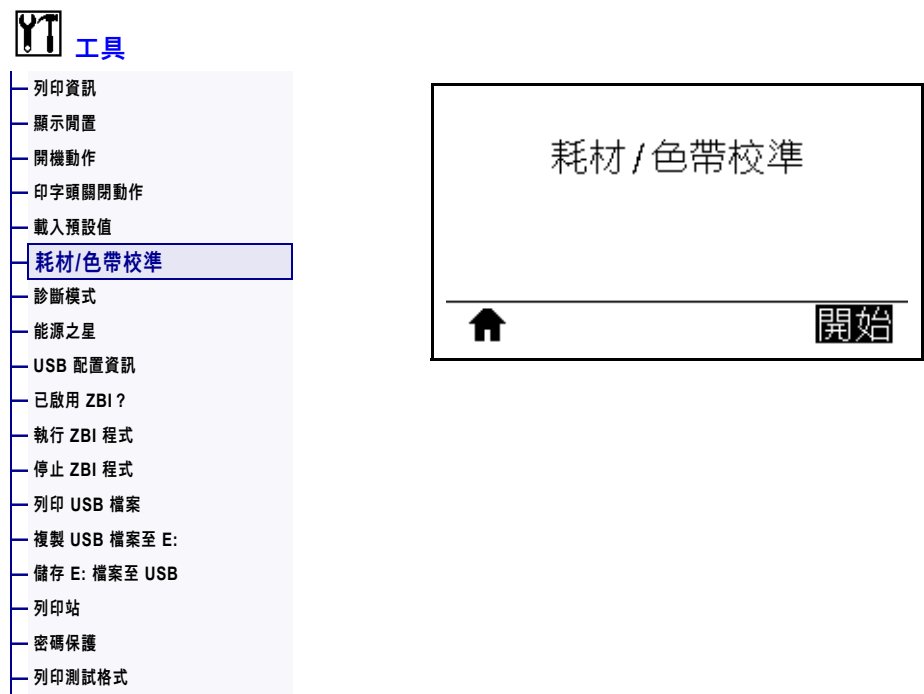 工具
列印資訊
顯示閒置
開機動作
印字頭關閉動作
載入預設值
耗材/色帶校準
診斷模式
能源之星
USB 配置資訊
已啟用 ZBI？
執行 ZBI 程式
停止 ZBI 程式
列印 USB 檔案
複製 USB 檔案至 E:
儲存 E: 檔案至 USB
列印站
密碼保護
列印測試格式
耗材/色帶校準
開始